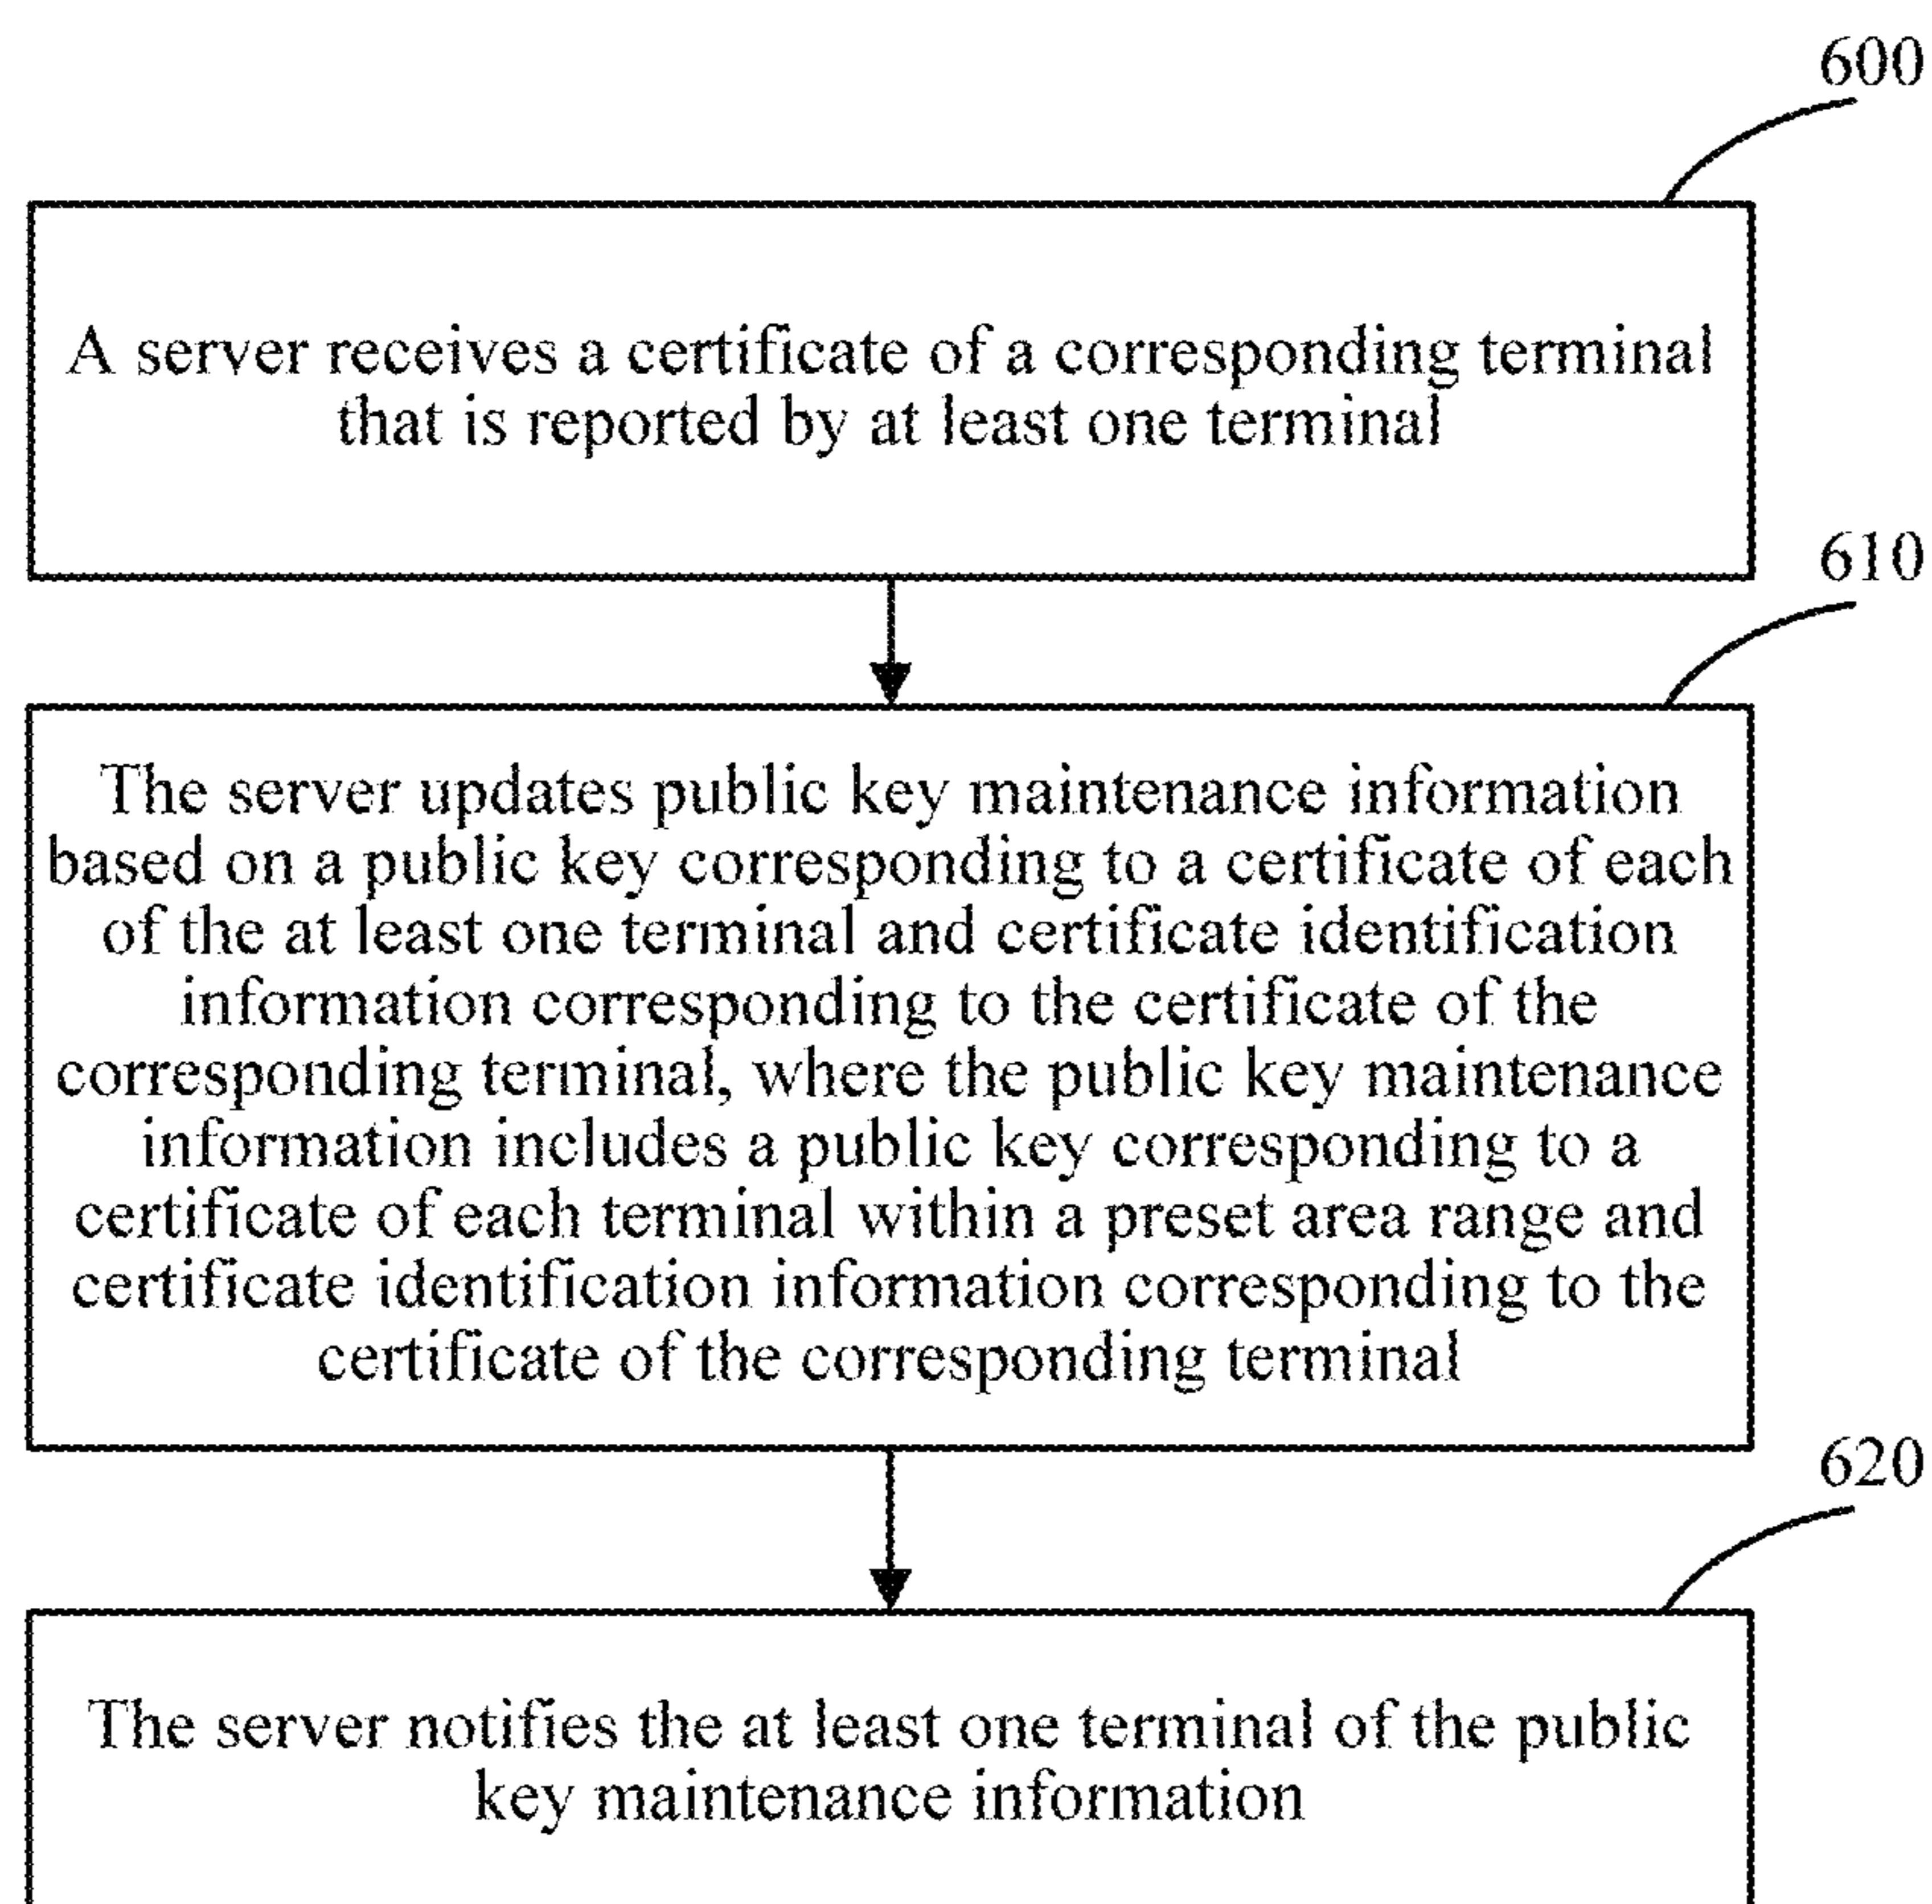 600
A server receives a certificate of a corresponding terminal
that is reported by at least one terminal
610
The server updates public key maintenance information
based on a public key corresponding to a certificate of each
of the at least one terminal and certificate identification
information corresponding to the certificate of the
corresponding terminal, where the public key maintenance
information includes a public key corresponding to a
certificate of each terminal within a preset area range and
certificate identification information corresponding to the
certificate of the corresponding terminal
620
The server notifies the at least one terminal of the public
key maintenance information